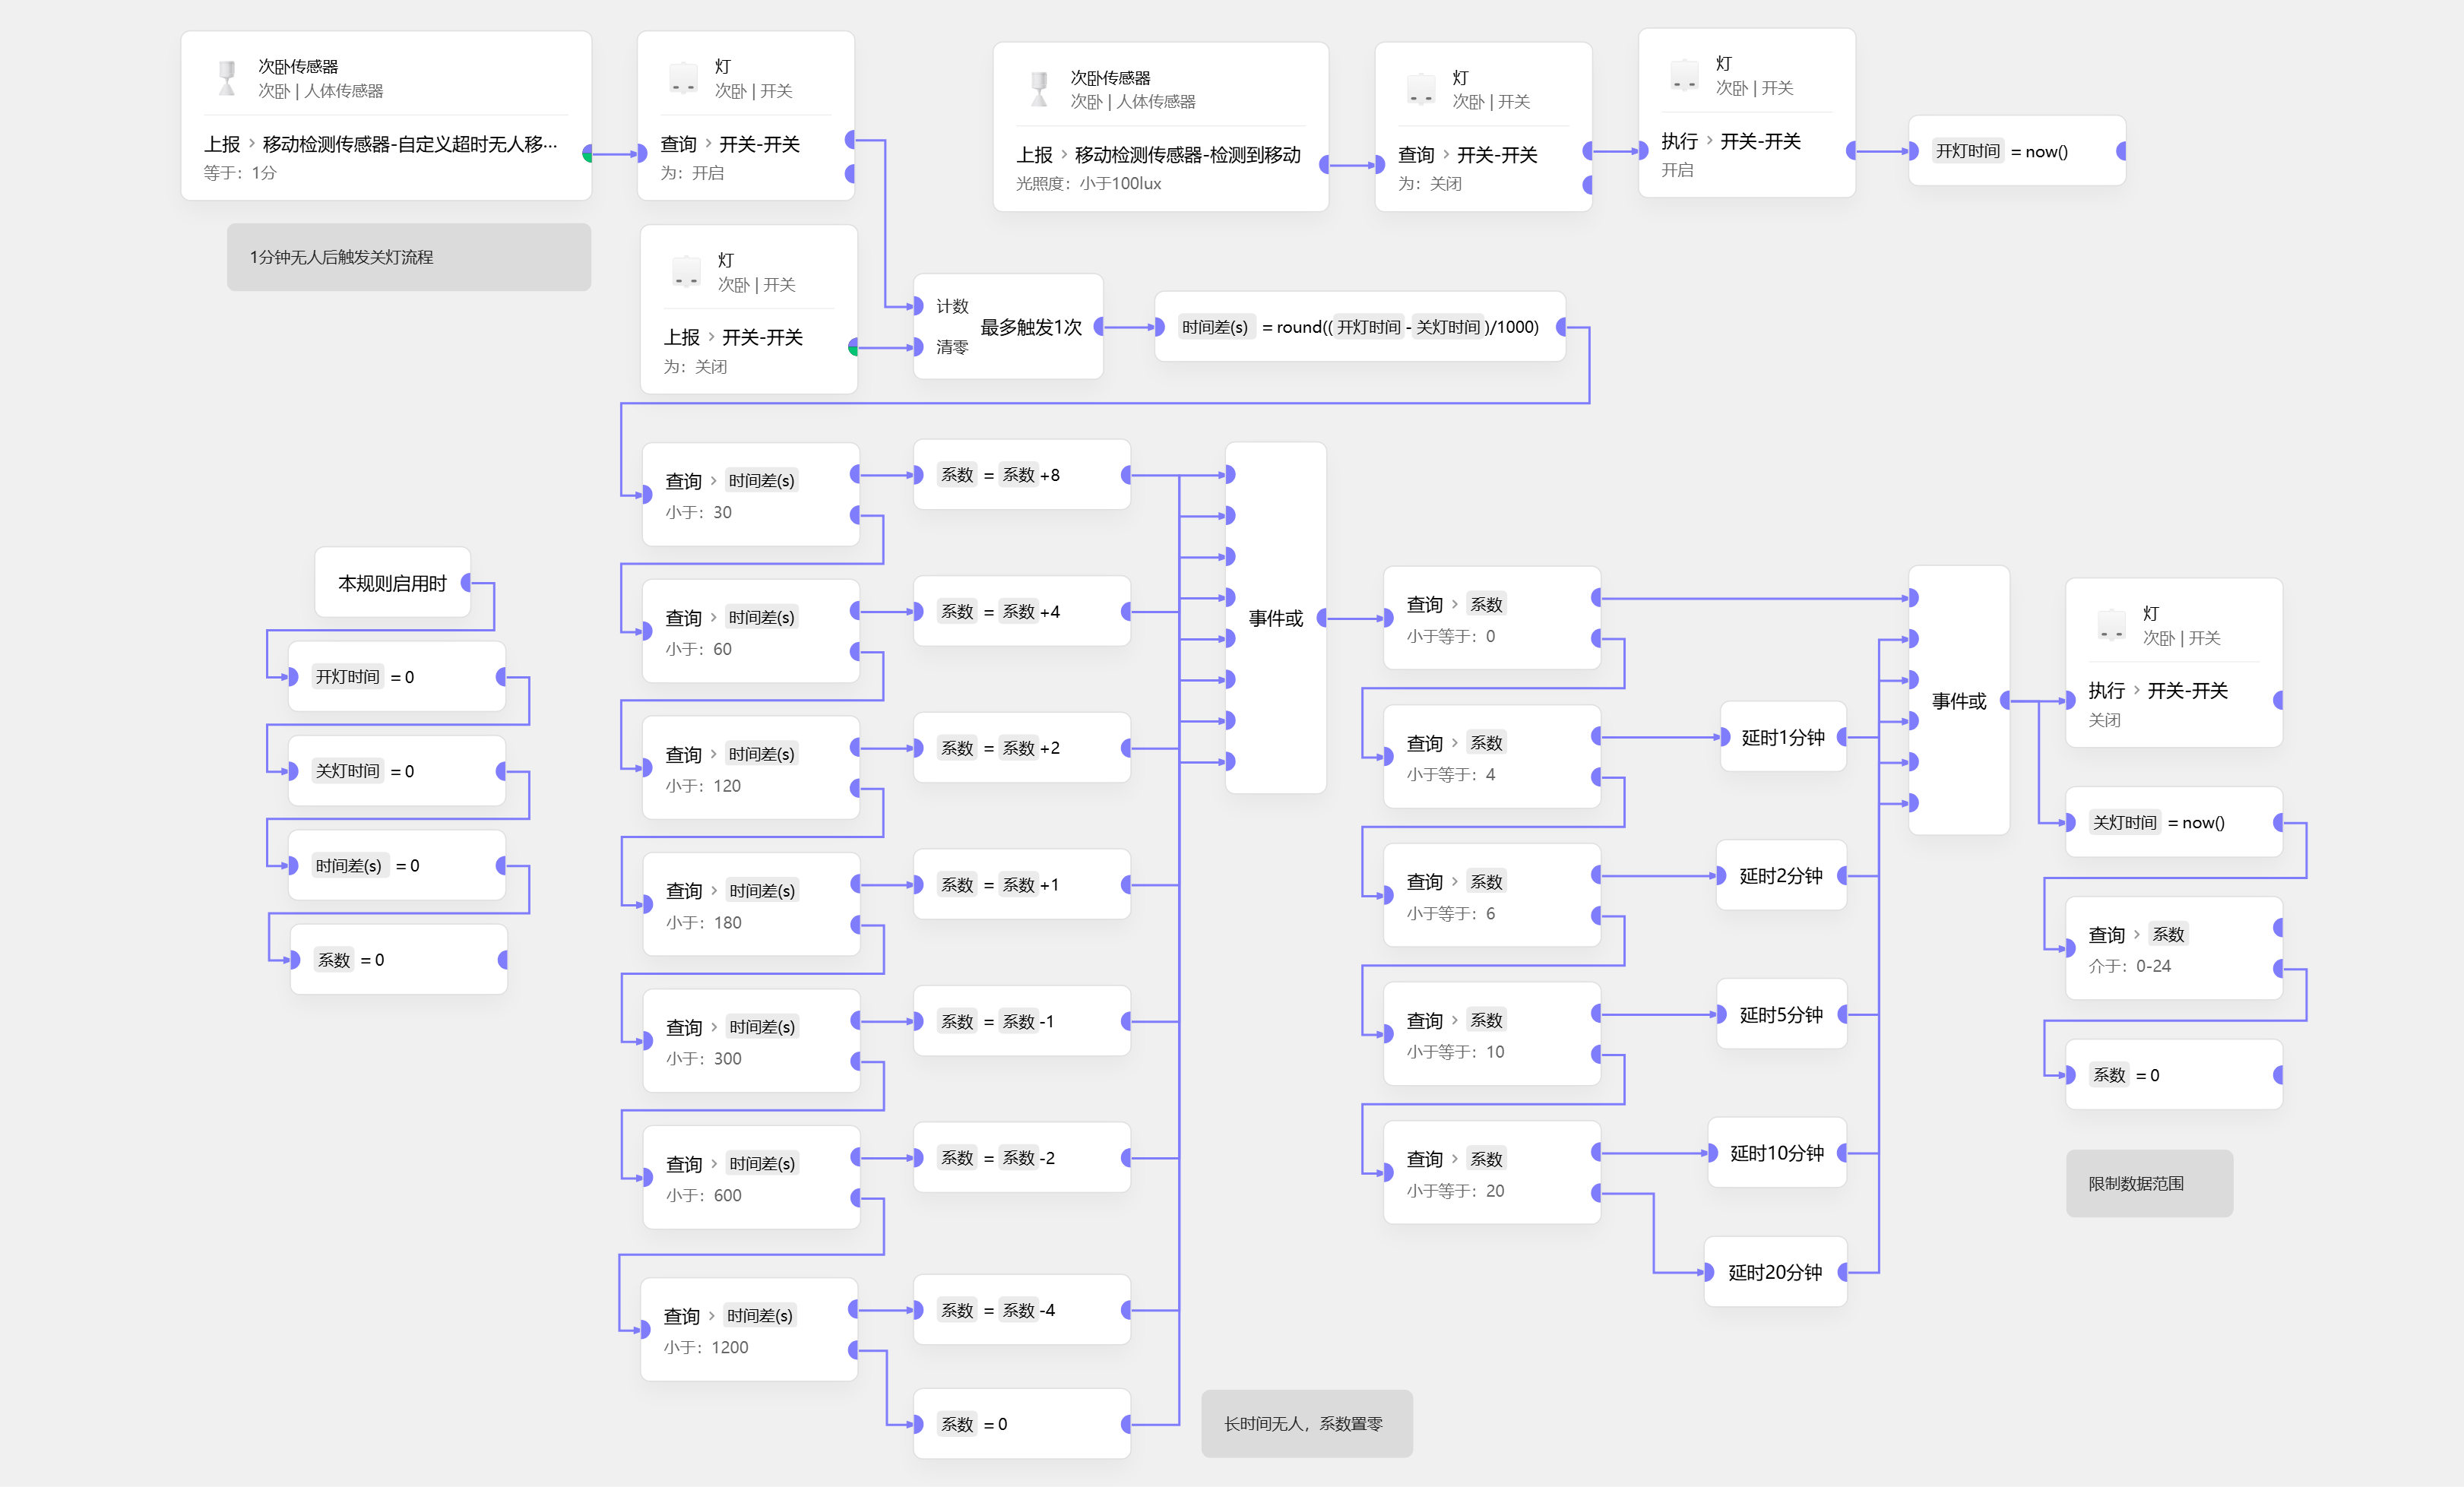 次卧传感器
次卧 | 人体传感器
上报 › 移动检测传感器-自定义超时无人移···
等于：1分
1分钟无人后触发关灯流程
灯
次卧 | 开关
查询 › 开关-开关
为：开启
灯
次卧 | 开关
上报 › 开关-开关
为：关闭
计数
清零
最多触发1次
时间差(s) = round(( 开灯时间 - 关灯时间 )/1000)
次卧传感器
次卧 | 人体传感器
上报 › 移动检测传感器-检测到移动
光照度：小于100lux
灯
次卧 | 开关
查询 › 开关-开关
为：关闭
灯
次卧 | 开关
执行 › 开关-开关
开启
开灯时间 = now()
本规则启用时
开灯时间 = 0
关灯时间 = 0
时间差(s) = 0
系数 = 0
查询 › 时间差(s)
小于：30
系数 = 系数 +8
查询 › 时间差(s)
小于：60
系数 = 系数 +4
查询 › 时间差(s)
小于：120
系数 = 系数 +2
查询 › 时间差(s)
小于：180
系数 = 系数 +1
查询 › 时间差(s)
小于：300
系数 = 系数 -1
查询 › 时间差(s)
小于：600
系数 = 系数 -2
查询 › 时间差(s)
小于：1200
系数 = 系数 -4
系数 = 0
长时间无人，系数置零
事件或
查询 › 系数
小于等于：0
查询 › 系数
小于等于：4
延时1分钟
查询 › 系数
小于等于：6
延时2分钟
查询 › 系数
小于等于：10
延时5分钟
查询 › 系数
小于等于：20
延时10分钟
延时20分钟
事件或
灯
次卧 | 开关
执行 › 开关-开关
关闭
关灯时间 = now()
查询 › 系数
介于：0-24
系数 = 0
限制数据范围